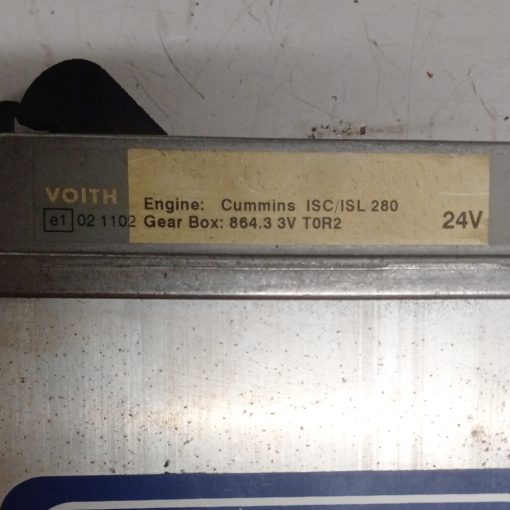 VOITH
Engine: Cummins ISC/ISL 280
e1 02 1102 Gear Box: 864.3 3V T0R2 24V